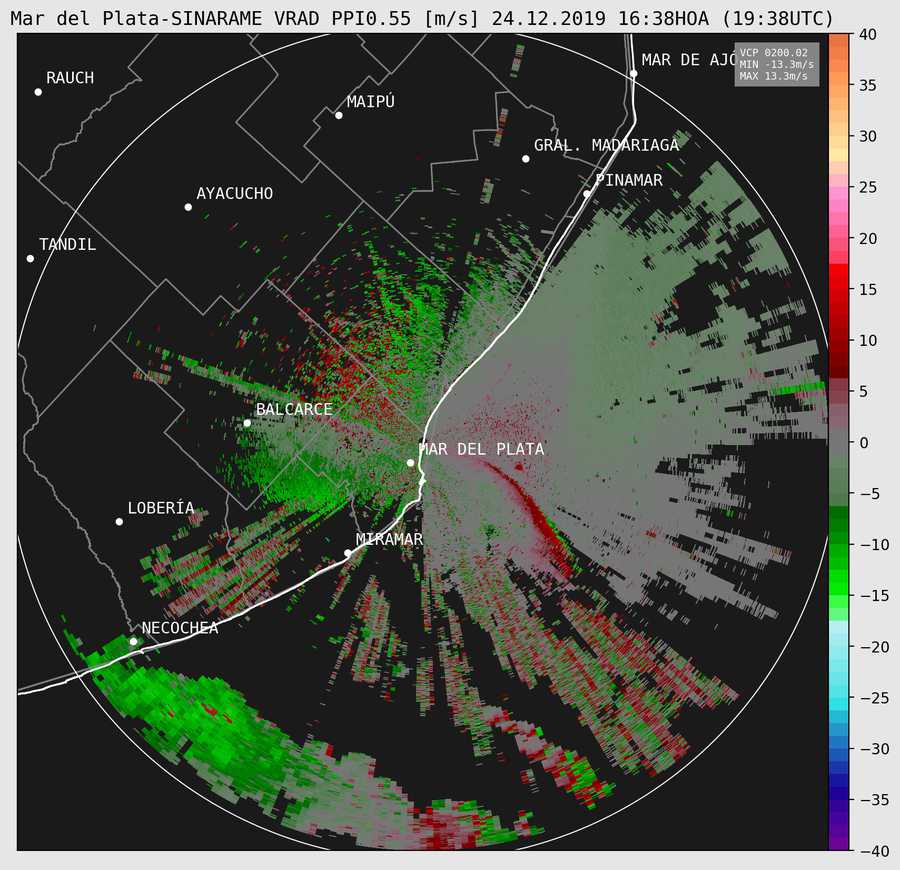 Mar del Plata-SINARAME VRAD PPI0.55 [m/s] 24.12.2019 16:38HOA (19:38UTC)
VCP 0200.02
MIN -13.3m/s
MAX 13.3m/s
MAR DE AJÓ
RAUCH
MAIPÚ
GRAL. MADARIAGA
PINAMAR
AYACUCHO
TANDIL
BALCARCE
MAR DEL PLATA
LOBERÍA
MIRAMAR
NECOCHEA
40
35
30
25
20
15
10
5
0
−5
−10
−15
−20
−25
−30
−35
−40